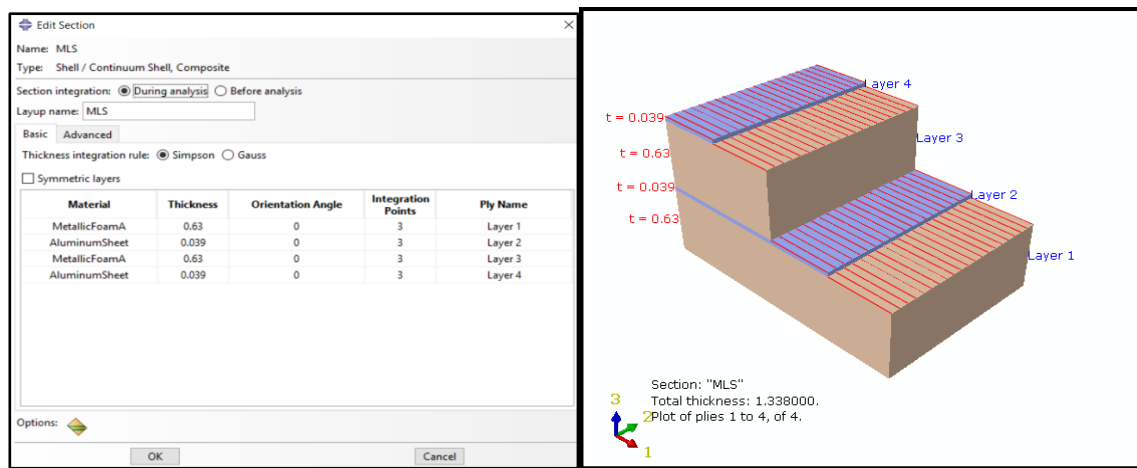 Edit Section
Name: MLS
Type: Shell / Continuum Shell, Composite
Section integration: During analysis Before analysis
Layup name: MLS
Basic Advanced
Thickness integration rule: Simpson Gauss
Symmetric layers
Material Thickness Orientation Angle Integration Points Ply Name
MetallicFoamA 0.63 0 3 Layer 1
AluminumSheet 0.039 0 3 Layer 2
MetallicFoamA 0.63 0 3 Layer 3
AluminumSheet 0.039 0 3 Layer 4
Options:
OK Cancel
Layer 4
t = 0.039
Layer 3
t = 0.63
t = 0.039
Layer 2
t = 0.63
Layer 1
Section: "MLS"
Total thickness: 1.338000.
Plot of plies 1 to 4, of 4.
3
2
1